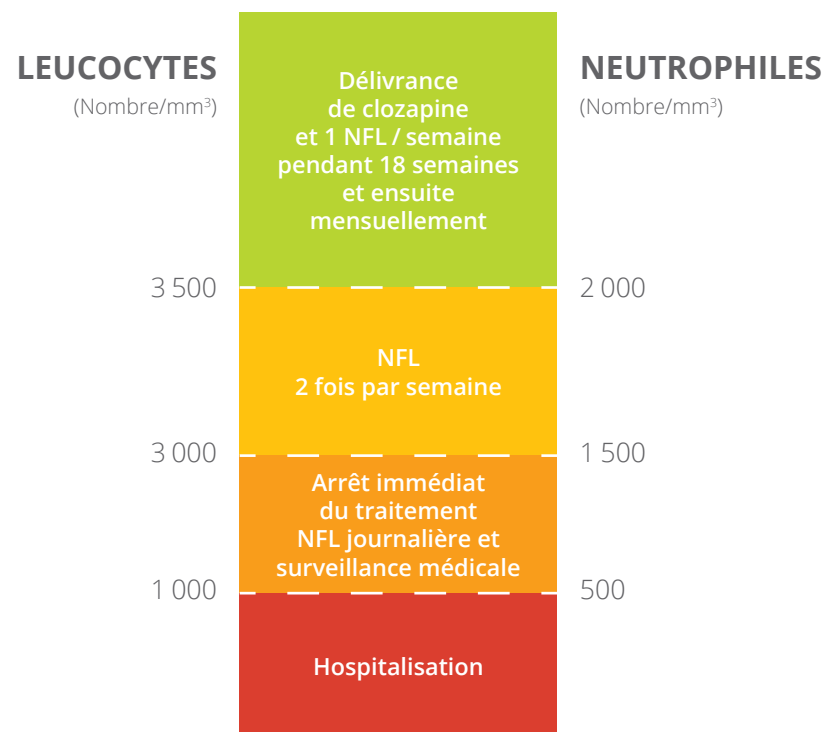 LEUCOCYTES
(Nombre/mm³)
NEUTROPHILES
(Nombre/mm³)
Délivrance
de clozapine
et 1 NFL / semaine
pendant 18 semaines
et ensuite
mensuellement
3 500
2 000
NFL
2 fois par semaine
3 000
1 500
Arrêt immédiat
du traitement
NFL journalière et
surveillance médicale
1 000
500
Hospitalisation